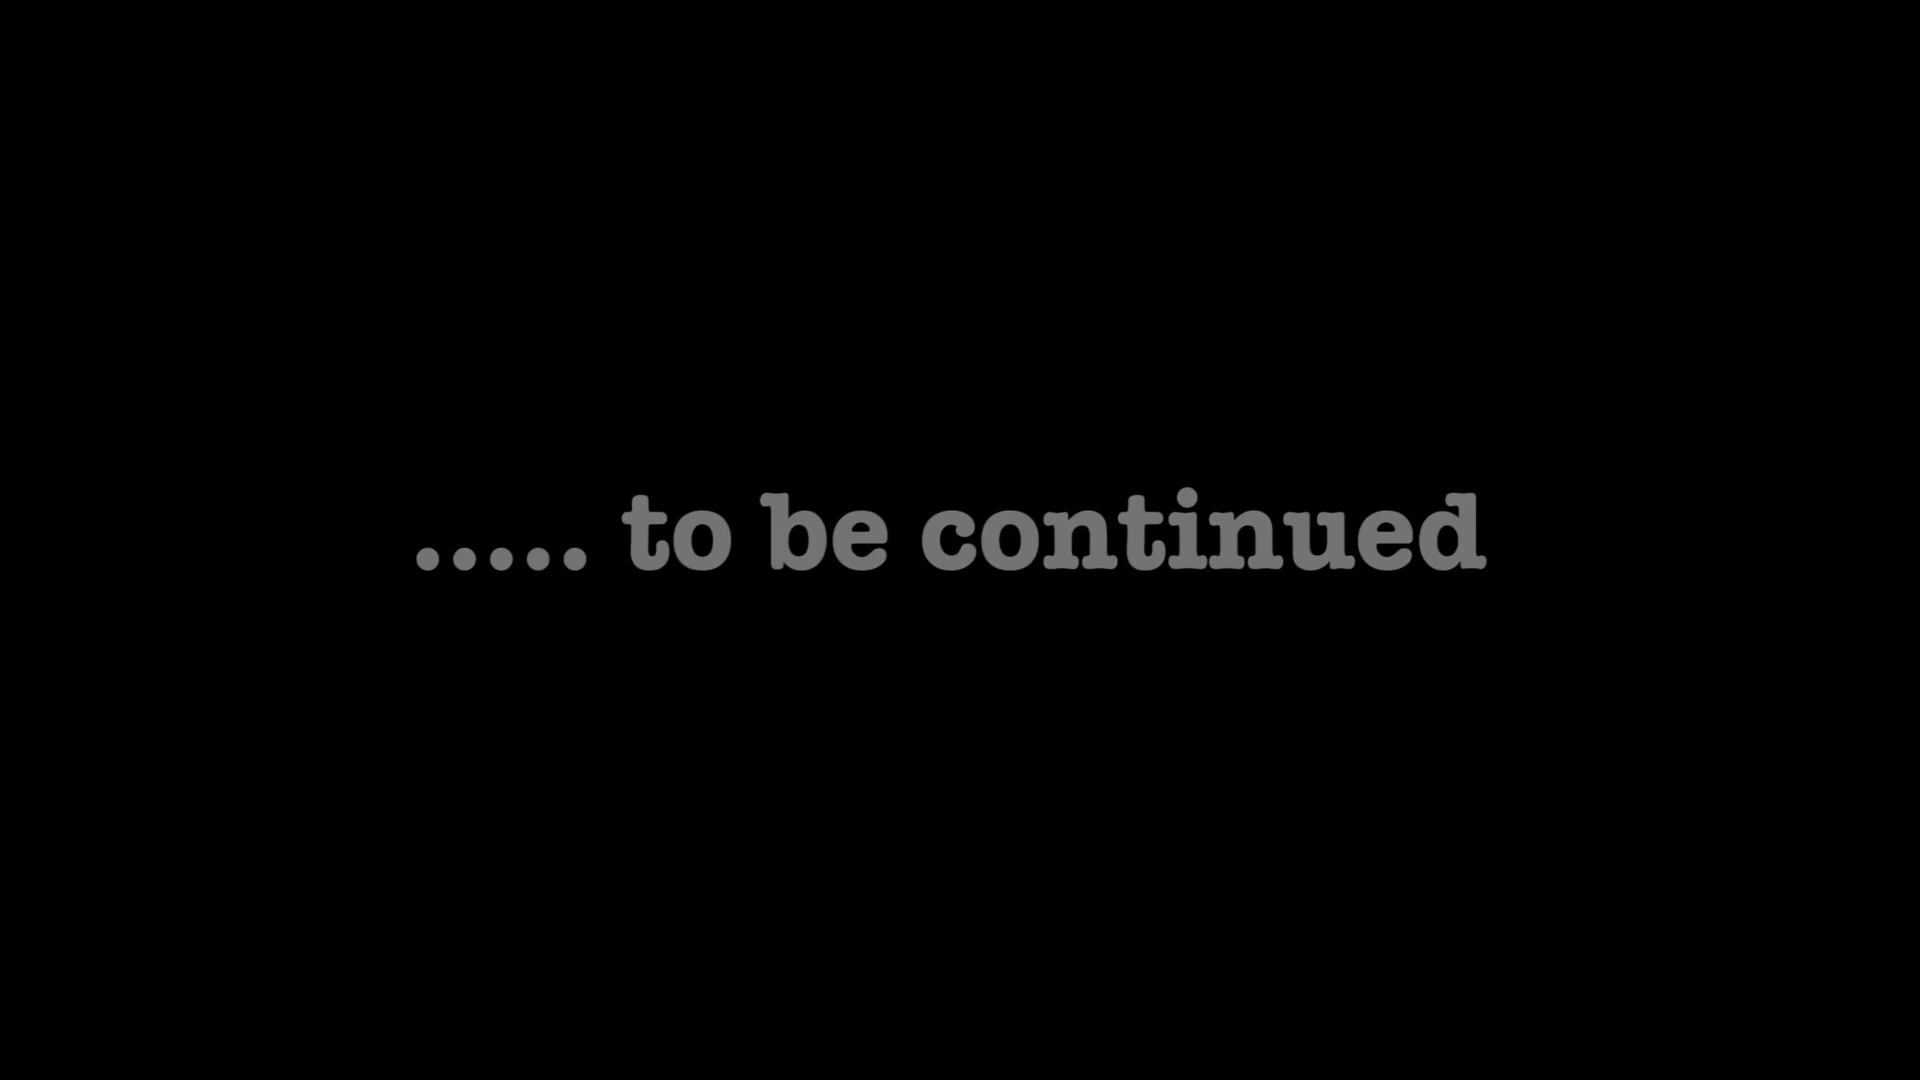 ..... to be continued